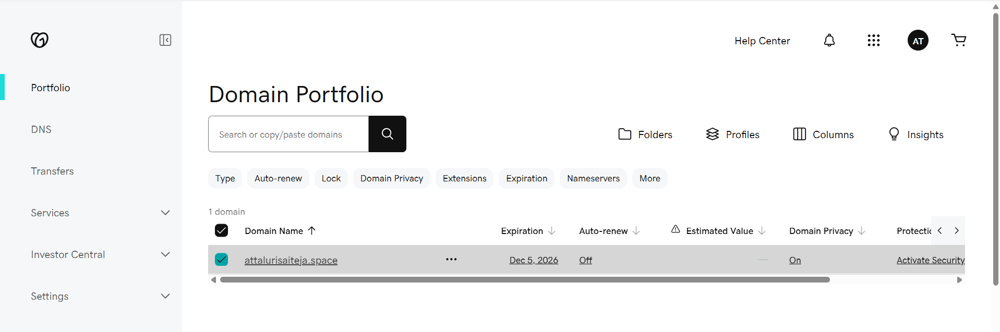 Help Center
AT
Portfolio
DNS
Transfers
Services
Investor Central
Settings
Domain Portfolio
Search or copy/paste domains
Folders Profiles Columns Insights
Type Auto-renew Lock Domain Privacy Extensions Expiration Nameservers More
1 domain
Domain Name Expiration Auto-renew Estimated Value Domain Privacy Protectio
attalurisaiteja.space ••• Dec 5, 2026 Off — On Activate Security